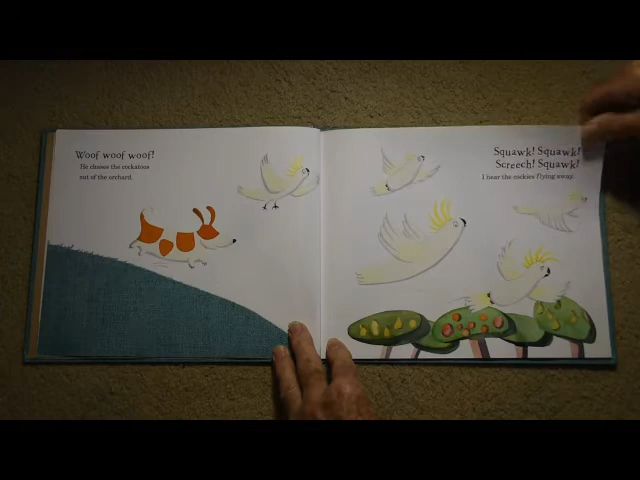 Woof woof woof!
He chases the cockatoos
out of the orchard.
Squawk! Squawk!
Screech! Squawk!
I hear the cockies flying away.